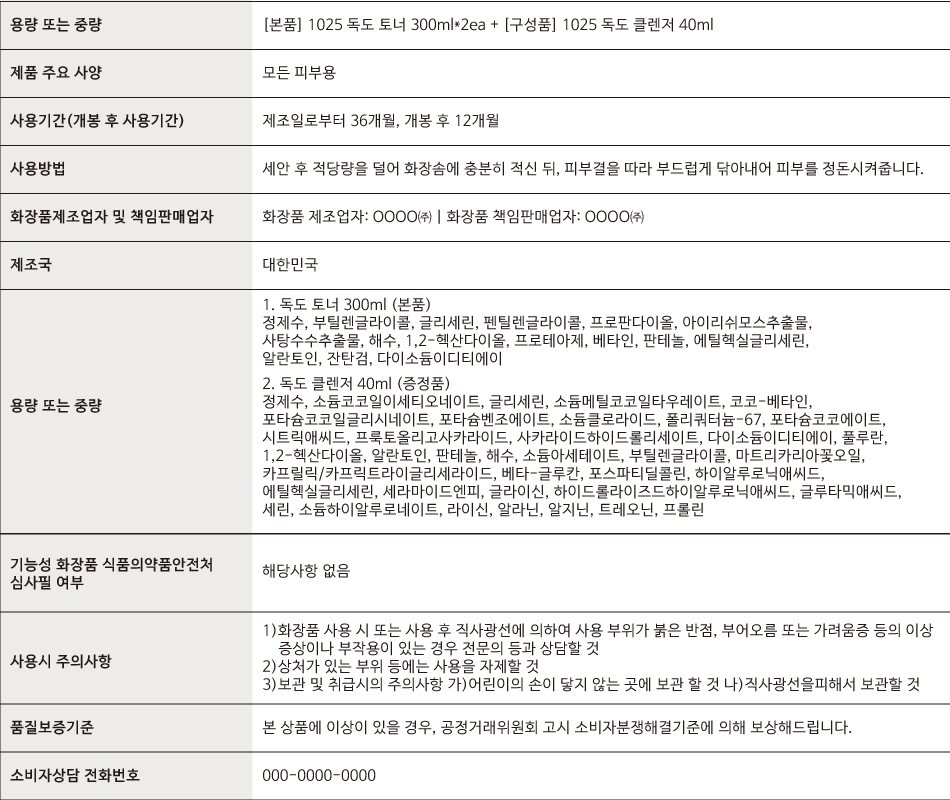 용량 또는 중량
[본품] 1025 독도 토너 300ml*2ea + [구성품] 1025 독도 클렌저 40ml
제품 주요 사양
모든 피부용
사용기간(개봉 후 사용기간)
제조일로부터 36개월, 개봉 후 12개월
사용방법
세안 후 적당량을 덜어 화장솜에 충분히 적신 뒤, 피부결을 따라 부드럽게 닦아내어 피부를 정돈시켜줍니다.
화장품제조업자 및 책임판매업자
화장품 제조업자: OOOO㈜ | 화장품 책임판매업자: OOOO㈜
제조국
대한민국
용량 또는 중량
1. 독도 토너 300ml (본품)
정제수, 부틸렌글라이콜, 글리세린, 펜틸렌글라이콜, 프로판다이올, 아이리쉬모스추출물,
사탕수수추출물, 해수, 1,2-헥산다이올, 프로테아제, 베타인, 판테놀, 에틸헥실글리세린,
알란토인, 잔탄검, 다이소듐이디티에이
2. 독도 클렌저 40ml (증정품)
정제수, 소듐코코일이세티오네이트, 글리세린, 소듐메틸코코일타우레이트, 코코-베타인,
포타슘코코일글리시네이트, 포타슘벤조에이트, 소듐클로라이드, 폴리쿼터늄-67, 포타슘코코에이트,
시트릭애씨드, 프룩토올리고사카라이드, 사카라이드하이드롤리세이트, 다이소듐이디티에이, 풀루란,
1,2-헥산다이올, 알란토인, 판테놀, 해수, 소듐아세테이트, 부틸렌글라이콜, 마트리카리아꽃오일,
카프릴릭/카프릭트라이글리세라이드, 베타-글루칸, 포스파티딜콜린, 하이알루로닉애씨드,
에틸헥실글리세린, 세라마이드엔피, 글라이신, 하이드롤라이즈드하이알루로닉애씨드, 글루타믹애씨드,
세린, 소듐하이알루로네이트, 라이신, 알라닌, 알지닌, 트레오닌, 프롤린
기능성 화장품 식품의약품안전처
심사필 여부
해당사항 없음
사용시 주의사항
1)화장품 사용 시 또는 사용 후 직사광선에 의하여 사용 부위가 붉은 반점, 부어오름 또는 가려움증 등의 이상
증상이나 부작용이 있는 경우 전문의 등과 상담할 것
2)상처가 있는 부위 등에는 사용을 자제할 것
3)보관 및 취급시의 주의사항 가)어린이의 손이 닿지 않는 곳에 보관 할 것 나)직사광선을피해서 보관할 것
품질보증기준
본 상품에 이상이 있을 경우, 공정거래위원회 고시 소비자분쟁해결기준에 의해 보상해드립니다.
소비자상담 전화번호
000-0000-0000